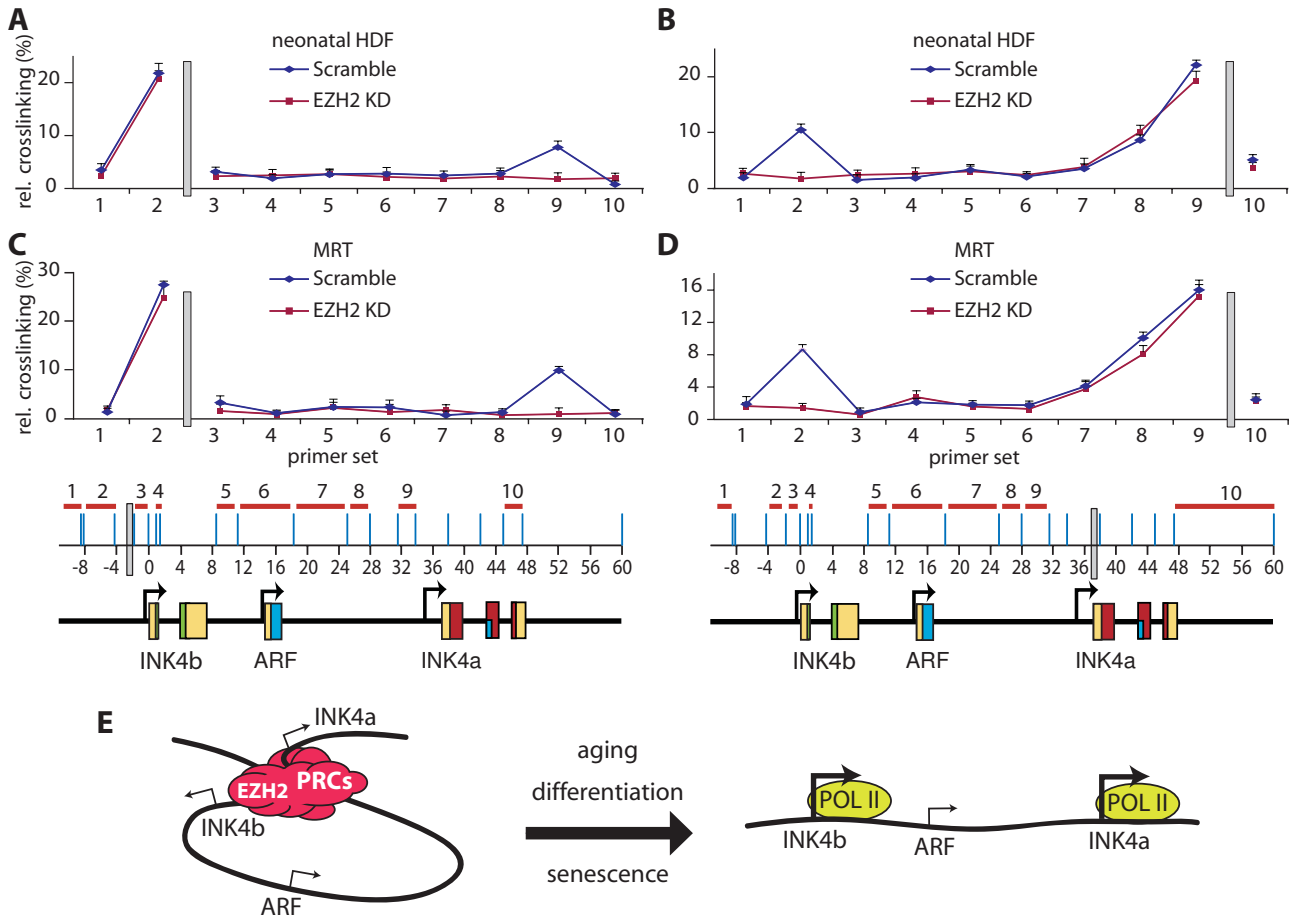 A
neonatal HDF
Scramble
EZH2 KD
rel. crosslinking (%)
20
10
0
1 2 3 4 5 6 7 8 9 10
B
neonatal HDF
Scramble
EZH2 KD
20
10
0
1 2 3 4 5 6 7 8 9 10
C
MRT
Scramble
EZH2 KD
rel. crosslinking (%)
30
20
10
0
1 2 3 4 5 6 7 8 9 10
primer set
D
MRT
Scramble
EZH2 KD
16
12
8
4
0
1 2 3 4 5 6 7 8 9 10
primer set
1 2 3 4 5 6 7 8 9 10
-8 -4 0 4 8 12 16 20 24 28 32 36 40 44 48 52 56 60
INK4b ARF INK4a
1 2 3 4 5 6 7 8 9 10
-8 -4 0 4 8 12 16 20 24 28 32 36 40 44 48 52 56 60
INK4b ARF INK4a
E
INK4a
EZH2 PRCs
INK4b
ARF
aging
differentiation
senescence
POL II
POL II
INK4b
ARF
INK4a